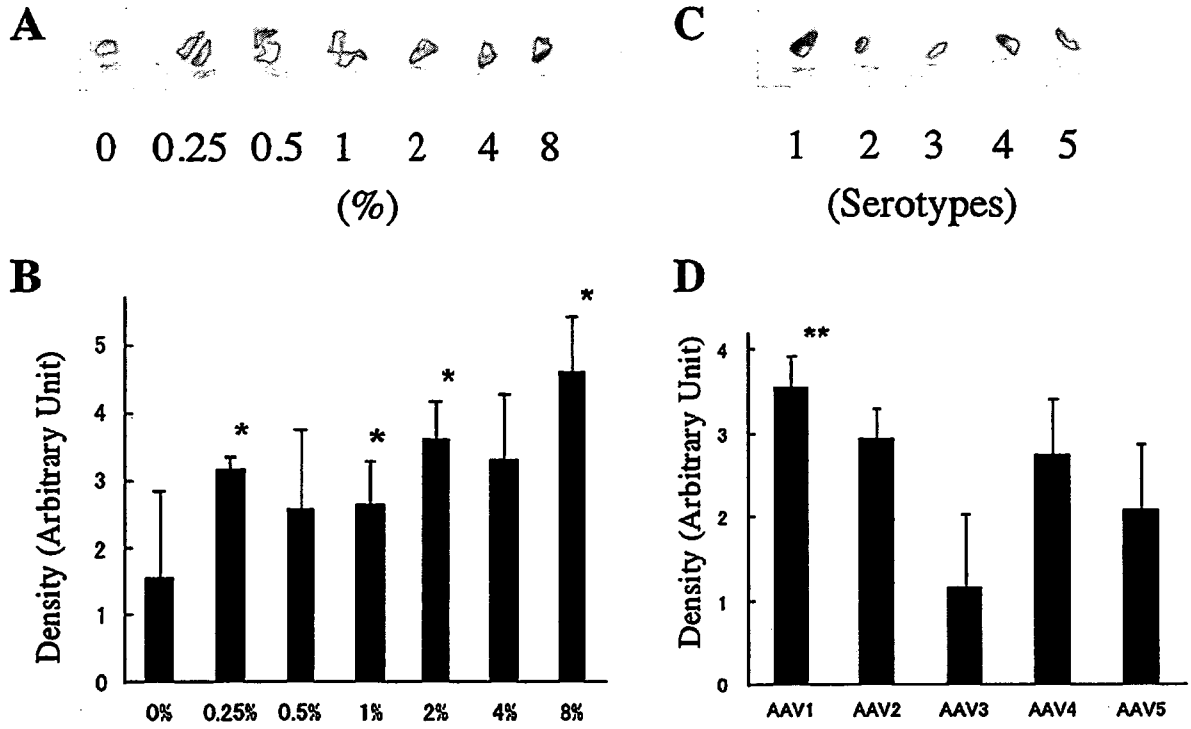 A
0 0.25 0.5 1 2 4 8
(%)
C
1 2 3 4 5
(Serotypes)
B
Density (Arbitrary Unit)
5
4
3
2
1
0
* * * *
0% 0.25% 0.5% 1% 2% 4% 8%
D
Density (Arbitrary Unit)
4
3
2
1
0
**
AAV1 AAV2 AAV3 AAV4 AAV5